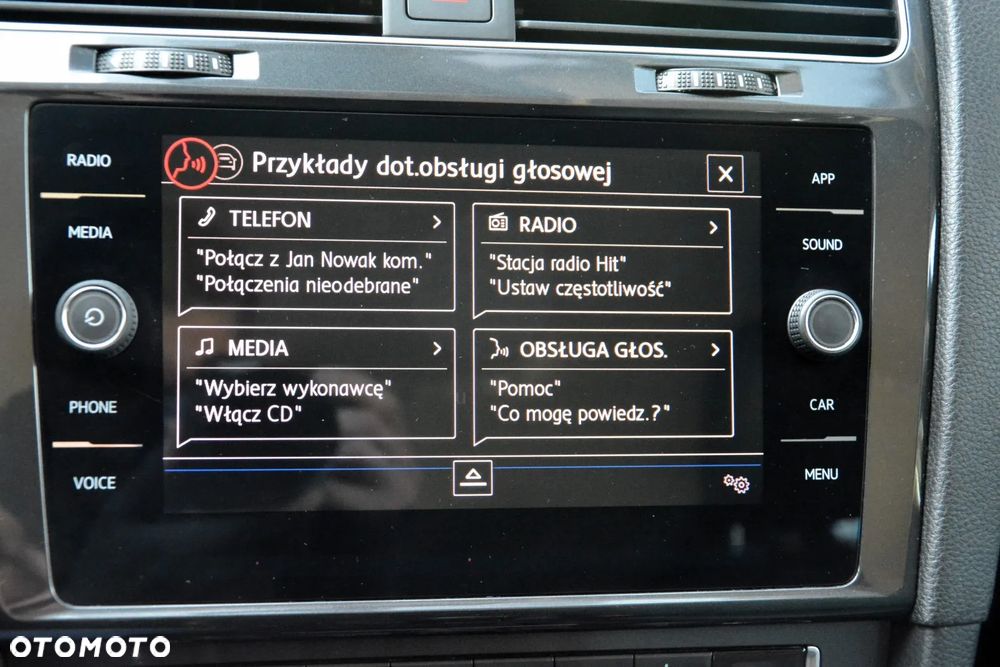 RADIO
MEDIA
PHONE
VOICE
Przykłady dot.obsługi głosowej
X
TELEFON
"Połącz z Jan Nowak kom."
"Połączenia nieodebrane"
RADIO
"Stacja radio Hit"
"Ustaw częstotliwość"
MEDIA
"Wybierz wykonawcę"
"Włącz CD"
OBSŁUGA GŁOS.
"Pomoc"
"Co mogę powiedz.?"
APP
SOUND
CAR
MENU
OTOMOTO